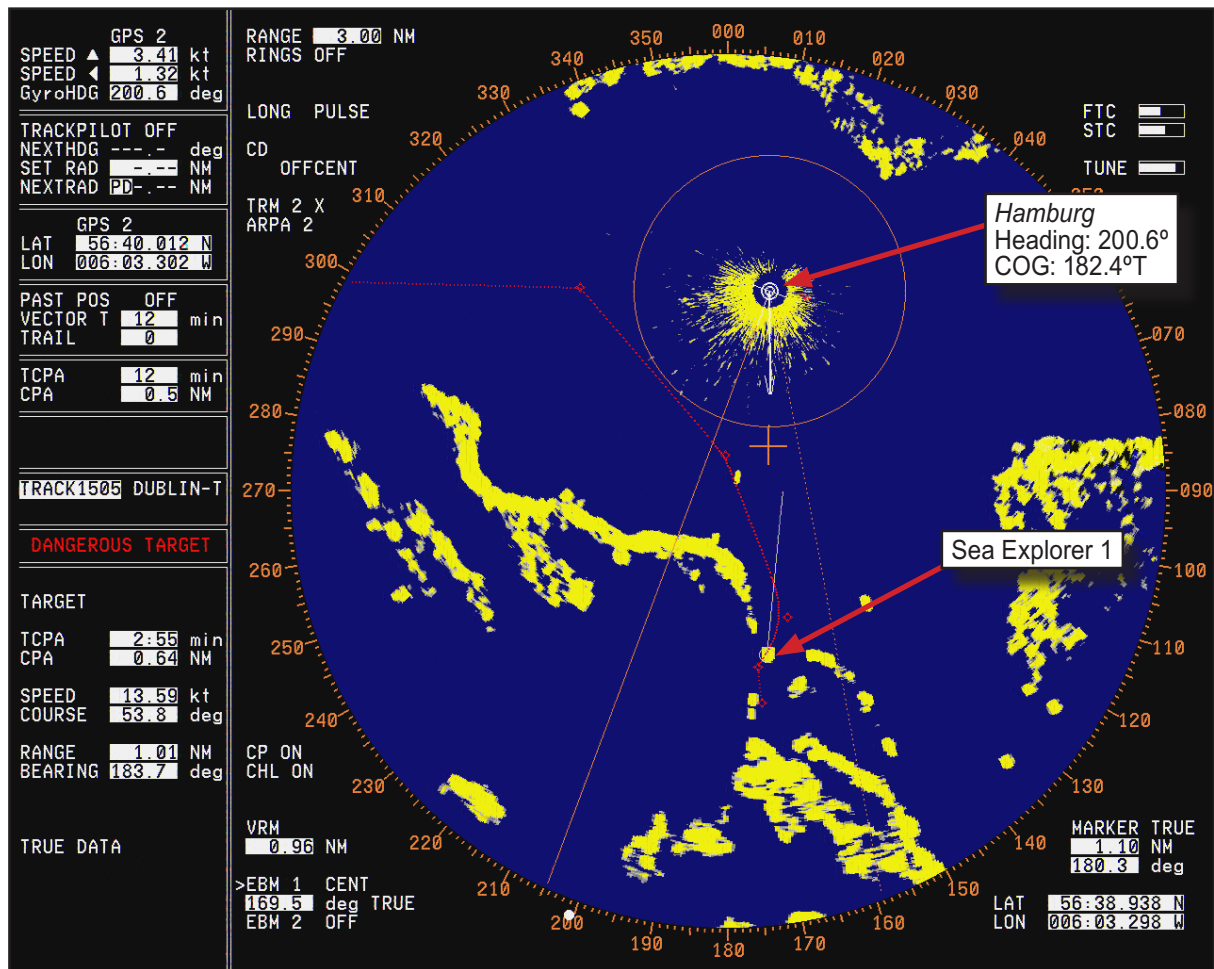 GPS 2
SPEED ▲ 3.41 kt
SPEED ◄ 1.32 kt
GyroHDG 200.6 deg
TRACKPILOT OFF
NEXTHDG ---.- deg
SET RAD -.-- NM
NEXTRAD PD-.-- NM
GPS 2
LAT 56:40.012 N
LON 006:03.302 W
PAST POS OFF
VECTOR T 12 min
TRAIL 0
TCPA 12 min
CPA 0.5 NM
TRACK1505 DUBLIN-T
DANGEROUS TARGET
TARGET
TCPA 2:55 min
CPA 0.64 NM
SPEED 13.59 kt
COURSE 53.8 deg
RANGE 1.01 NM
BEARING 183.7 deg
TRUE DATA
RANGE 3.00 NM
RINGS OFF
LONG PULSE
CD
OFFCENT
TRM 2 X
ARPA 2
CP ON
CHL ON
VRM
0.96 NM
>EBM 1 CENT
169.5 deg TRUE
EBM 2 OFF
000
010
020
030
040
070
080
090
100
110
120
130
140
150
160
170
180
190
200
210
220
230
240
250
260
270
280
290
300
310
320
330
340
350
FTC
STC
TUNE
Hamburg
Heading: 200.6º
COG: 182.4ºT
Sea Explorer 1
MARKER TRUE
1.10 NM
180.3 deg
LAT 56:38.938 N
LON 006:03.298 W